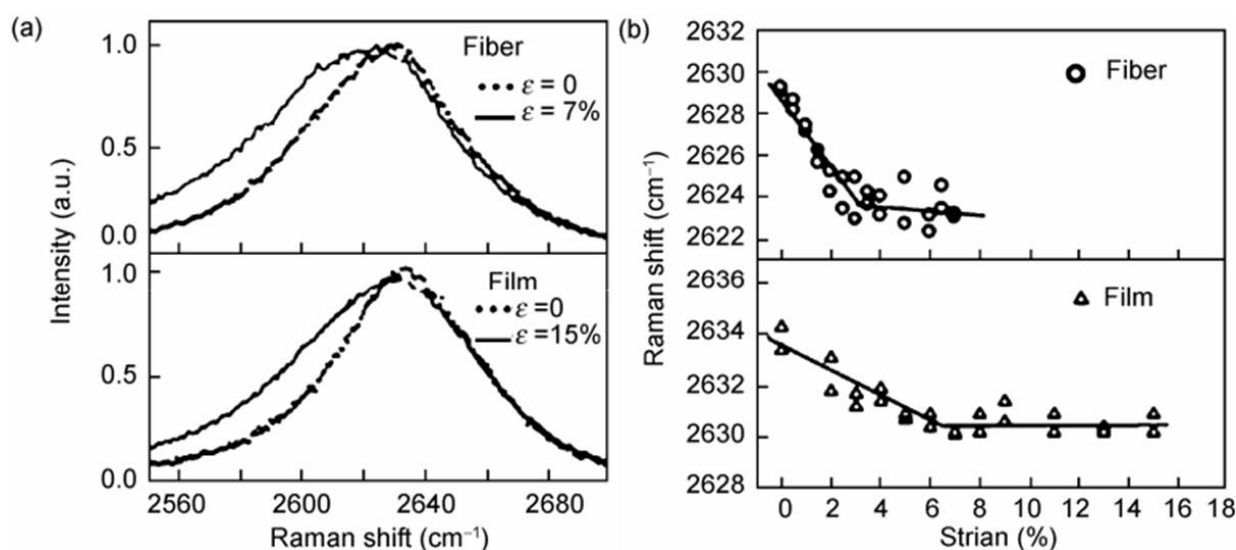 (a)
Fiber
ε = 0
ε = 7%
1.0
0.5
0.0
Film
ε =0
ε =15%
1.0
0.5
0.0
2560 2600 2640 2680
Intensity (a.u.)
Raman shift (cm⁻¹)
(b)
Fiber
2632
2630
2628
2626
2624
2622
Film
2636
2634
2632
2630
2628
0 2 4 6 8 10 12 14 16 18
Raman shift (cm⁻¹)
Strian (%)